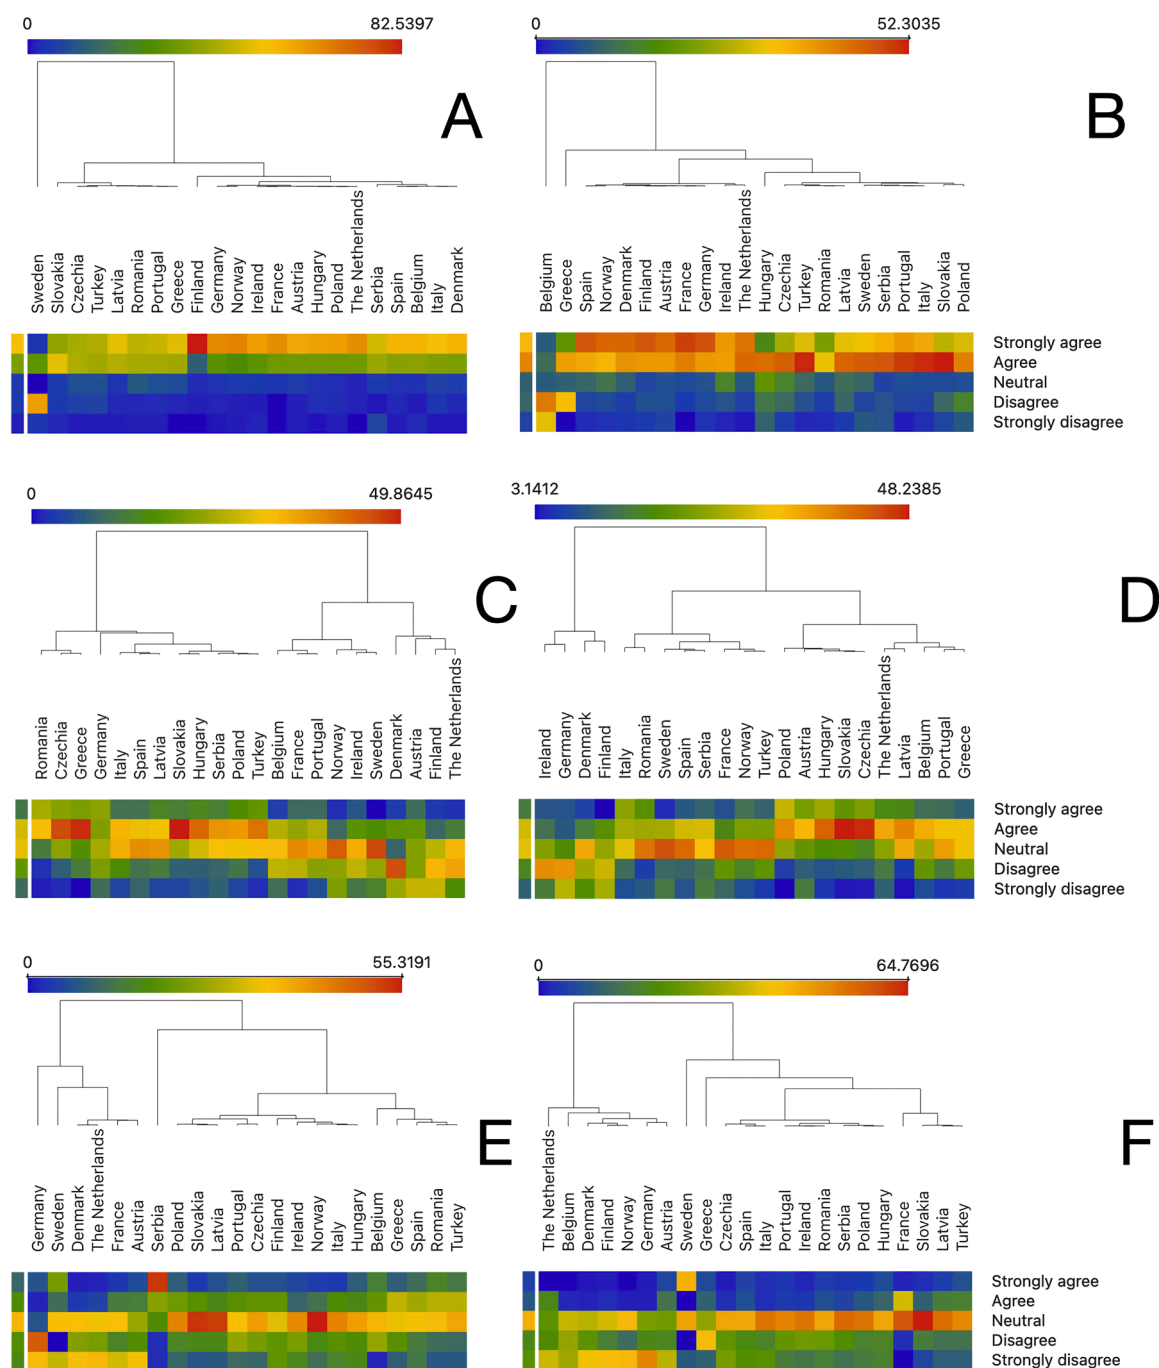 0 82.5397
A
Sweden
Slovakia
Czechia
Turkey
Latvia
Romania
Portugal
Greece
Finland
Germany
Norway
Ireland
France
Austria
Hungary
Poland
The Netherlands
Serbia
Spain
Belgium
Italy
Denmark
0 52.3035
B
Belgium
Greece
Spain
Norway
Denmark
Finland
Austria
France
Germany
Ireland
The Netherlands
Hungary
Czechia
Turkey
Romania
Latvia
Sweden
Serbia
Portugal
Italy
Slovakia
Poland
Strongly agree
Agree
Neutral
Disagree
Strongly disagree
0 49.8645
C
Romania
Czechia
Greece
Germany
Italy
Spain
Latvia
Slovakia
Hungary
Serbia
Poland
Turkey
Belgium
France
Portugal
Norway
Ireland
Sweden
Denmark
Austria
Finland
The Netherlands
3.1412 48.2385
D
Ireland
Germany
Denmark
Finland
Italy
Romania
Sweden
Spain
Serbia
France
Norway
Turkey
Poland
Austria
Hungary
Slovakia
Czechia
The Netherlands
Latvia
Belgium
Portugal
Greece
Strongly agree
Agree
Neutral
Disagree
Strongly disagree
0 55.3191
E
Germany
Sweden
Denmark
The Netherlands
France
Austria
Serbia
Poland
Slovakia
Latvia
Portugal
Czechia
Finland
Ireland
Norway
Italy
Hungary
Belgium
Greece
Spain
Romania
Turkey
0 64.7696
F
The Netherlands
Belgium
Denmark
Finland
Norway
Germany
Austria
Sweden
Greece
Czechia
Spain
Italy
Portugal
Ireland
Romania
Serbia
Poland
Hungary
France
Slovakia
Latvia
Turkey
Strongly agree
Agree
Neutral
Disagree
Strongly disagree